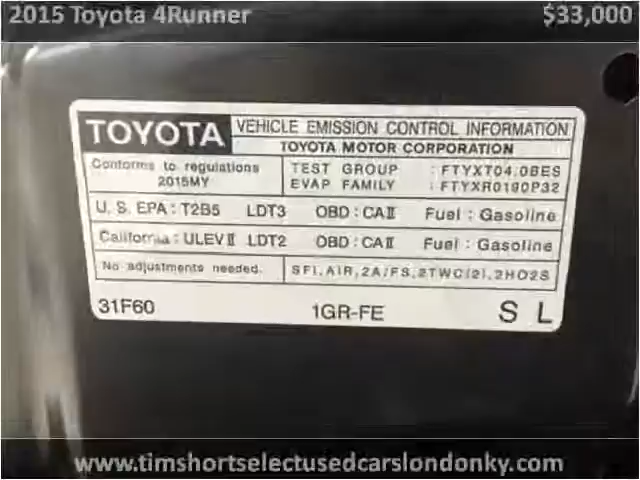 2015 Toyota 4Runner $33,000
TOYOTA VEHICLE EMISSION CONTROL INFORMATION
TOYOTA MOTOR CORPORATION
Conforms to regulations
2015MY
TEST GROUP : FTYXT04.0BES
EVAP FAMILY : FTYXR0190P32
U.S. EPA : T2B5 LDT3 OBD : CAⅡ Fuel : Gasoline
California : ULEVⅡ LDT2 OBD : CAⅡ Fuel : Gasoline
No adjustments needed. SFI,AIR,2A/FS,2TWC(2),2HO2S
31F60 1GR-FE S L
www.timshortselectusedcarslondonky.com